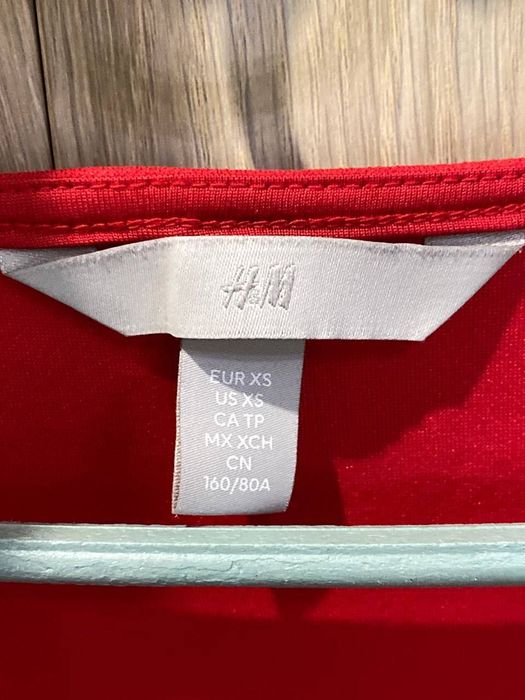 H&M
EUR XS
US XS
CA TP
MX XCH
CN
160/80A